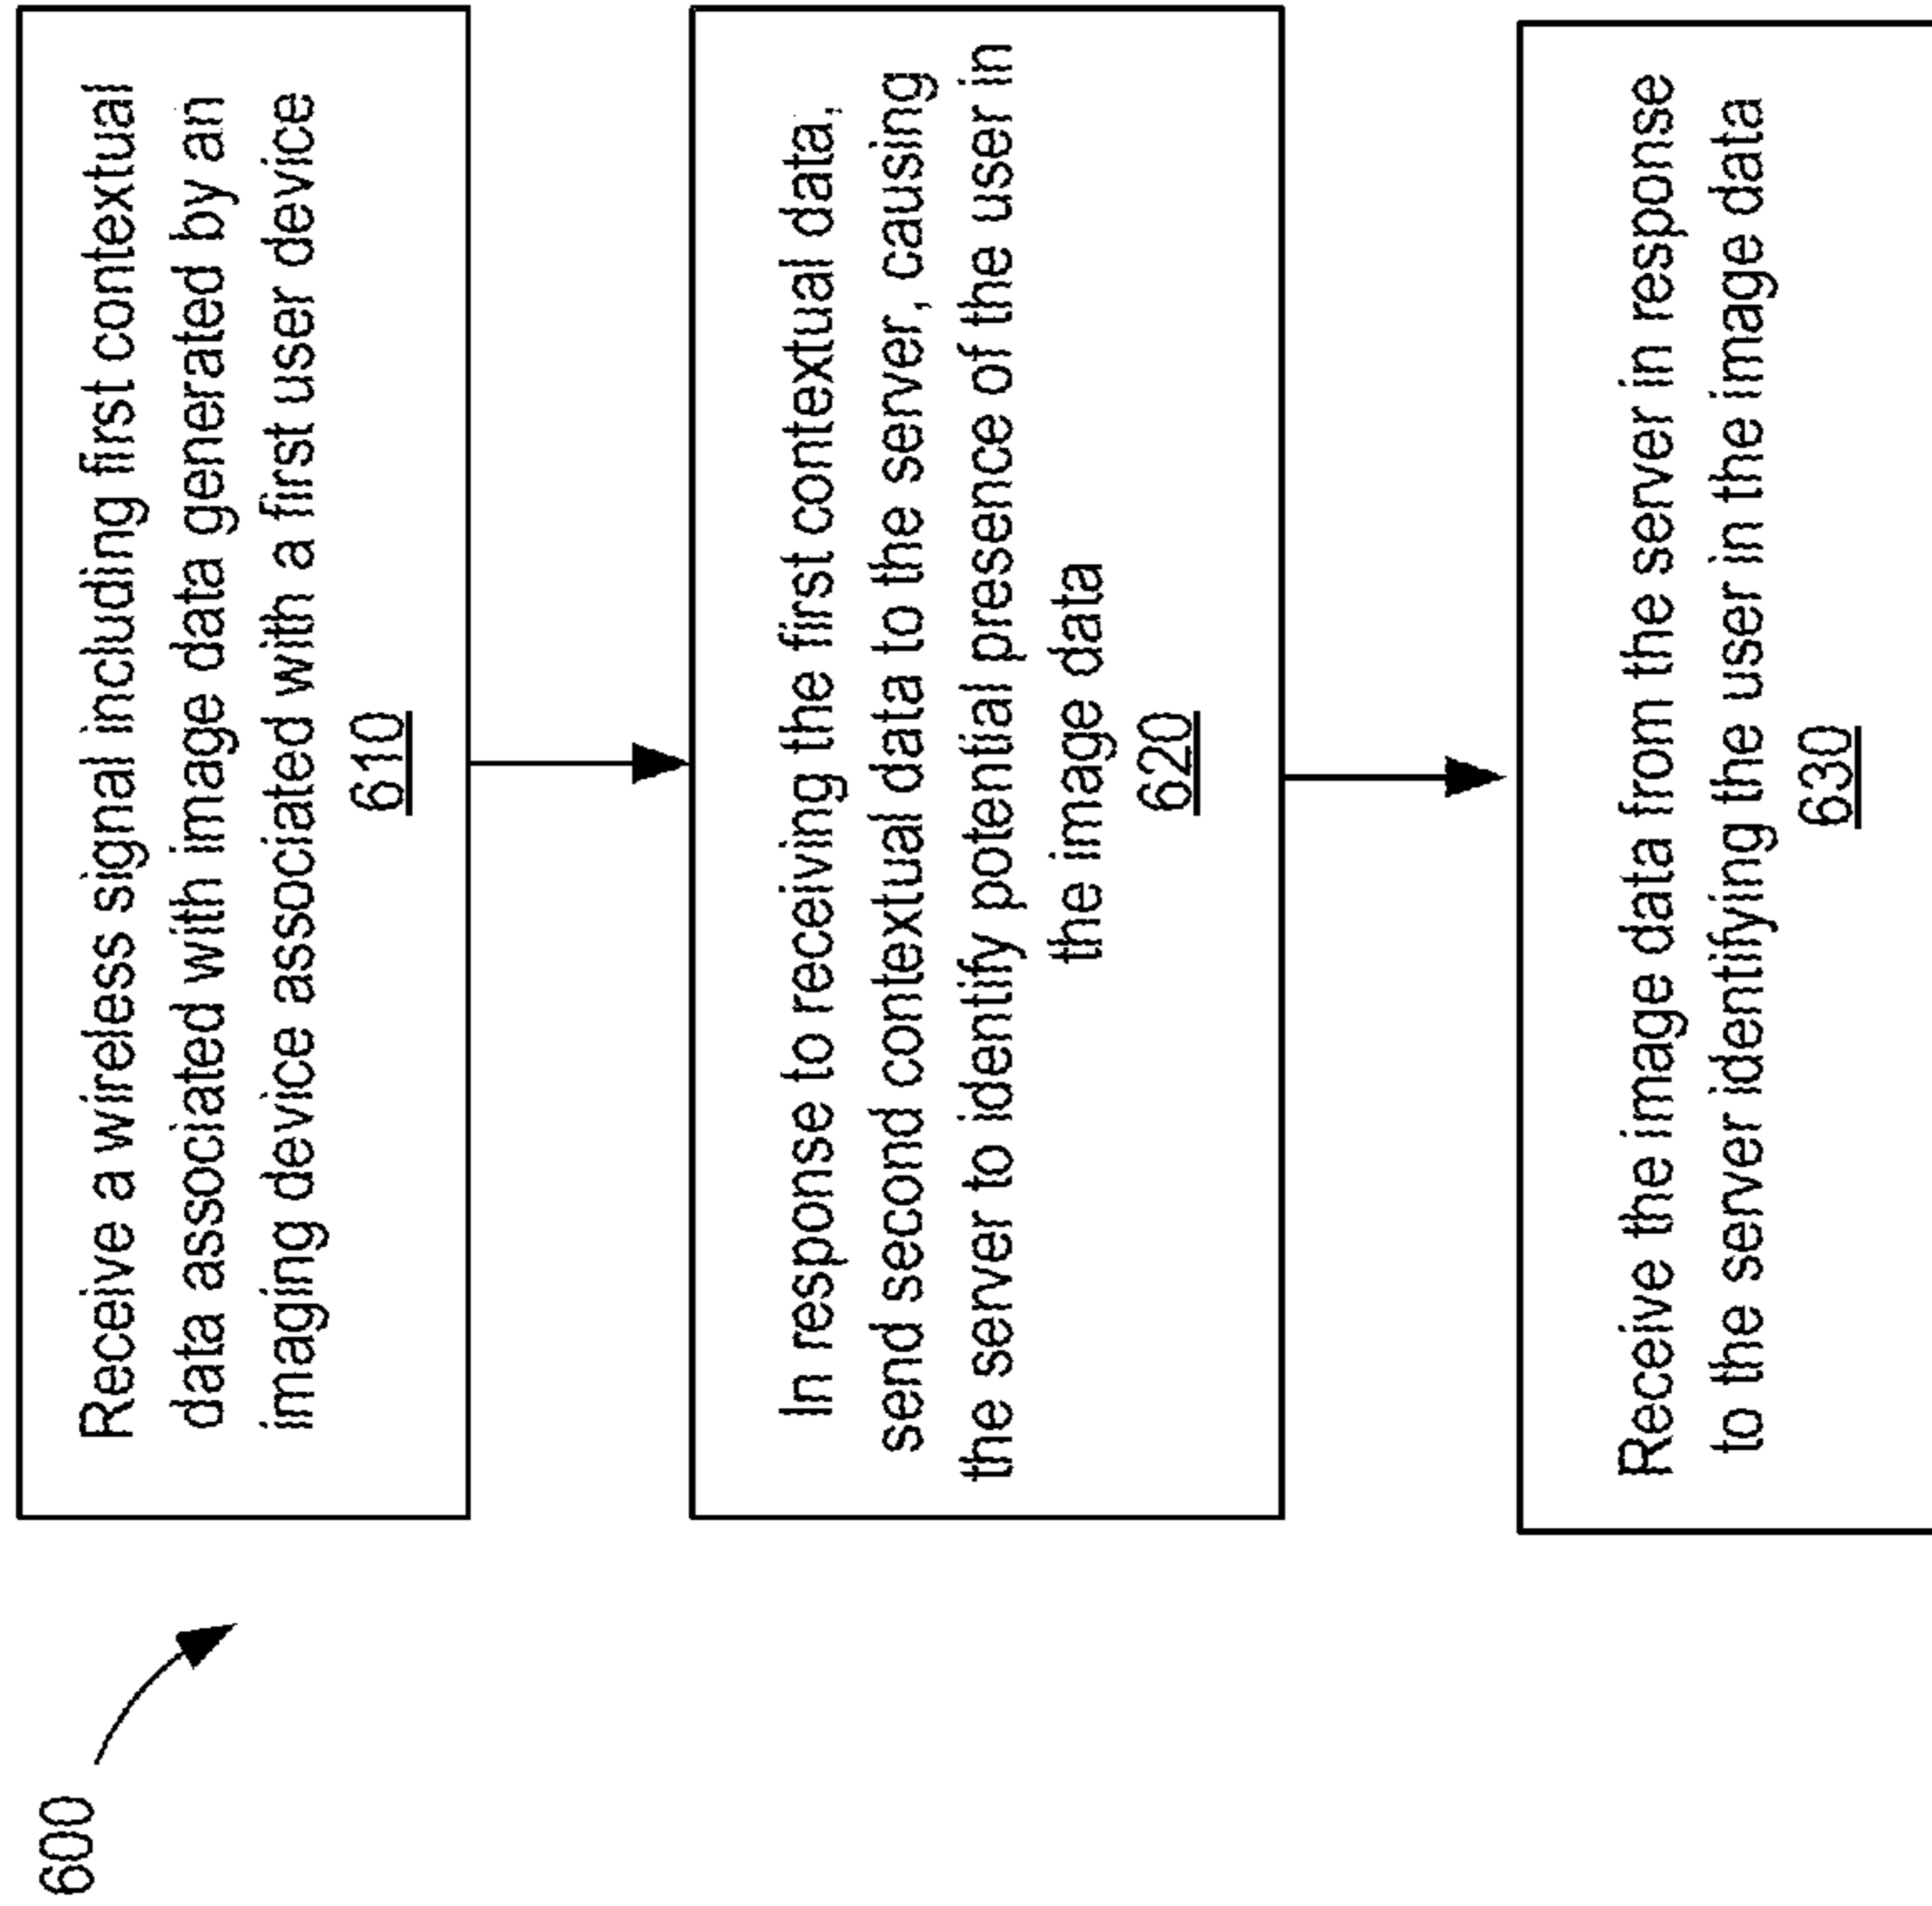 600
Receive a wireless signal including first contextual
data associated with image data generated by an
imaging device associated with a first user device
610
In response to receiving the first contextual data,
send second contextual data to the server, causing
the server to identify potential presence of the user in
the image data
620
Receive the image data from the server in response
to the server identifying the user in the image data
630